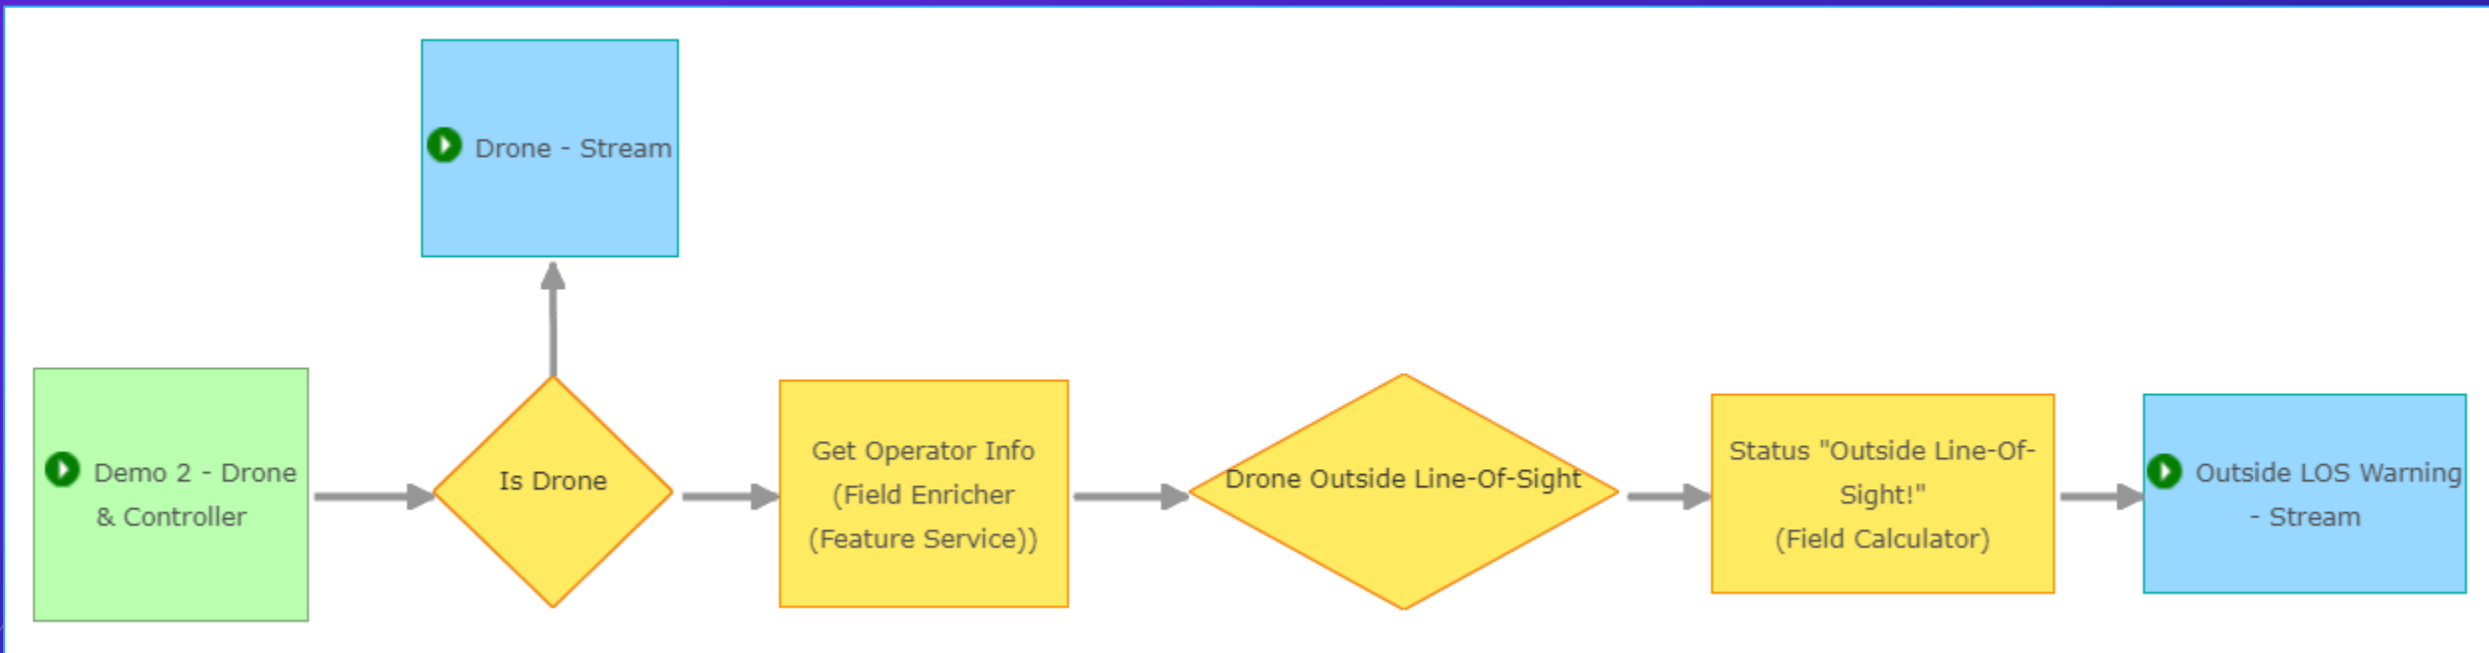 Drone - Stream
Demo 2 - Drone
& Controller
Is Drone
Get Operator Info
(Field Enricher
(Feature Service))
Drone Outside Line-Of-Sight
Status "Outside Line-Of-
Sight!"
(Field Calculator)
Outside LOS Warning
- Stream